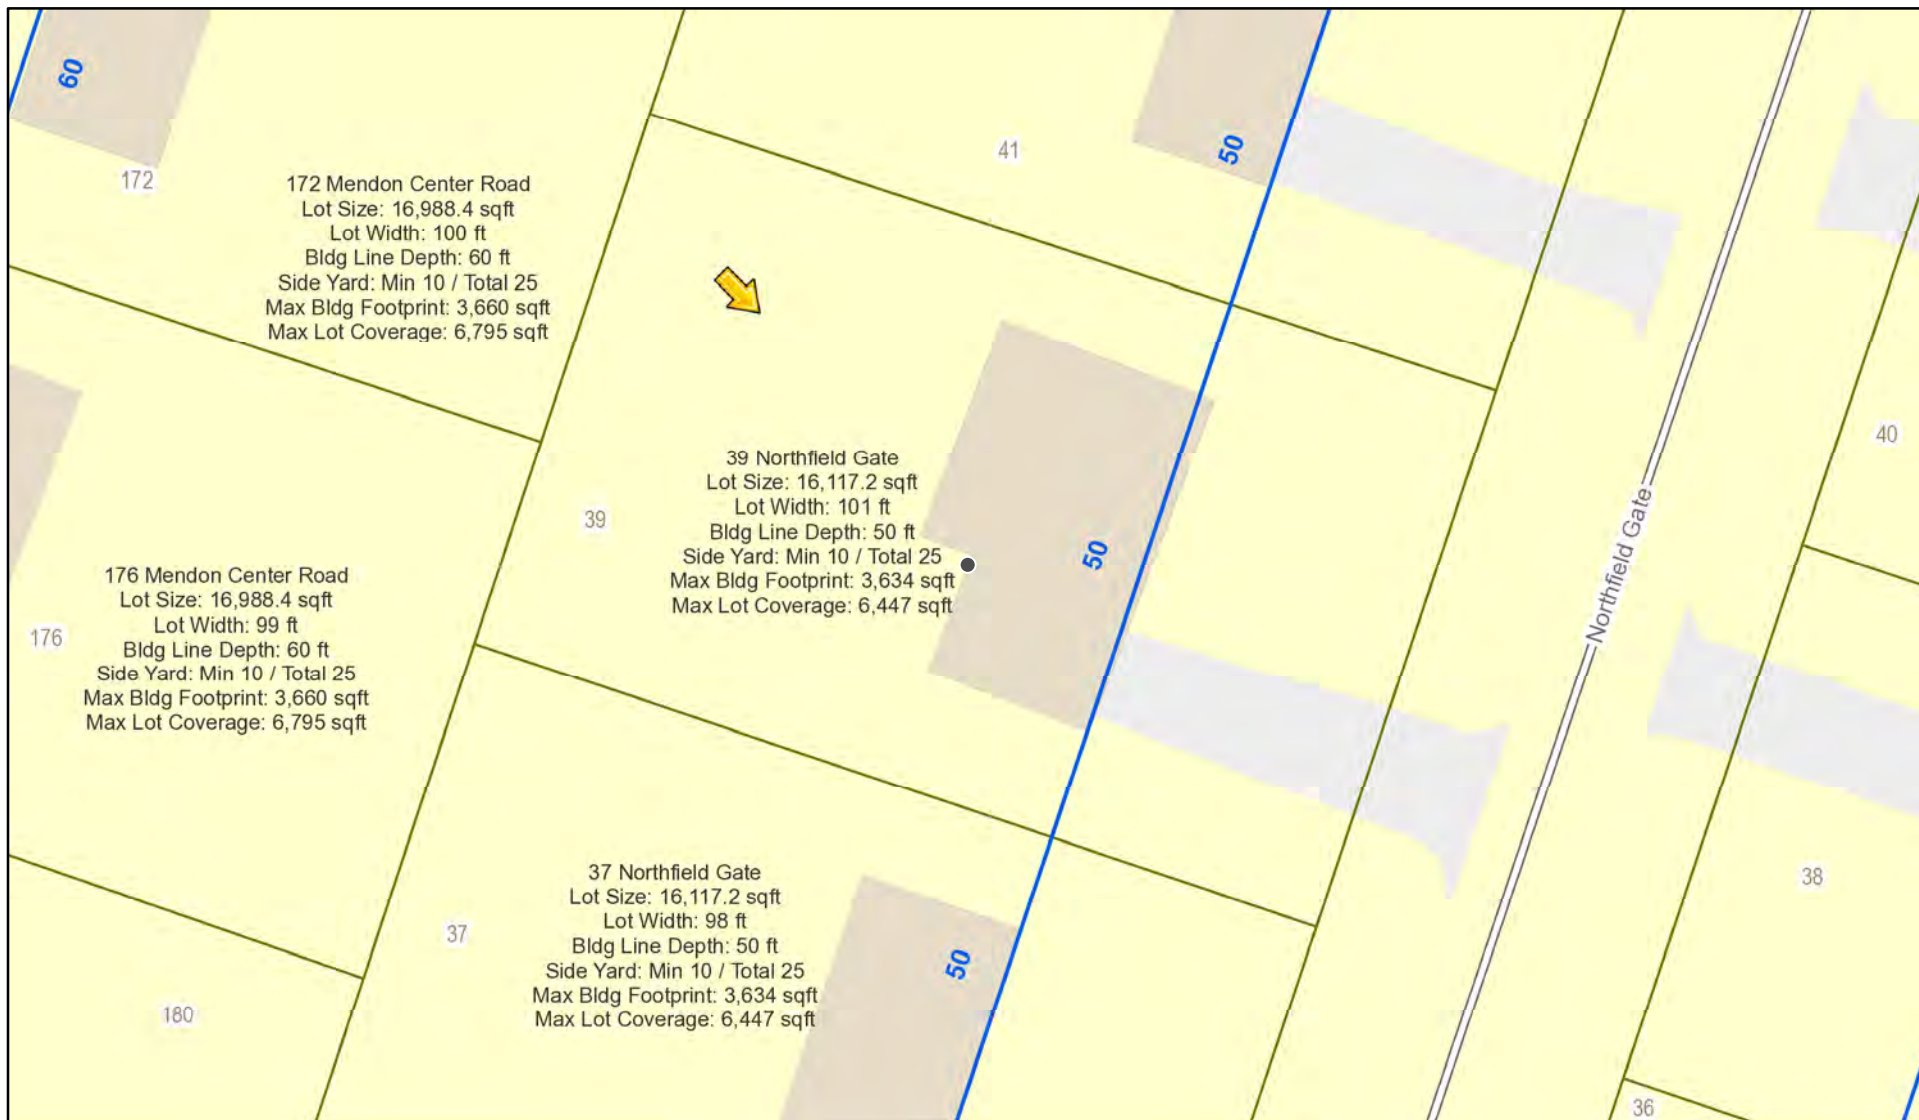 60
172
172 Mendon Center Road
Lot Size: 16,988.4 sqft
Lot Width: 100 ft
Bldg Line Depth: 60 ft
Side Yard: Min 10 / Total 25
Max Bldg Footprint: 3,660 sqft
Max Lot Coverage: 6,795 sqft
41
50
40
39 Northfield Gate
Lot Size: 16,117.2 sqft
Lot Width: 101 ft
Bldg Line Depth: 50 ft
Side Yard: Min 10 / Total 25
Max Bldg Footprint: 3,634 sqft
Max Lot Coverage: 6,447 sqft
39
50
Northfield Gate
176 Mendon Center Road
Lot Size: 16,988.4 sqft
Lot Width: 99 ft
Bldg Line Depth: 60 ft
Side Yard: Min 10 / Total 25
Max Bldg Footprint: 3,660 sqft
Max Lot Coverage: 6,795 sqft
176
37 Northfield Gate
Lot Size: 16,117.2 sqft
Lot Width: 98 ft
Bldg Line Depth: 50 ft
Side Yard: Min 10 / Total 25
Max Bldg Footprint: 3,634 sqft
Max Lot Coverage: 6,447 sqft
37
50
38
180
36